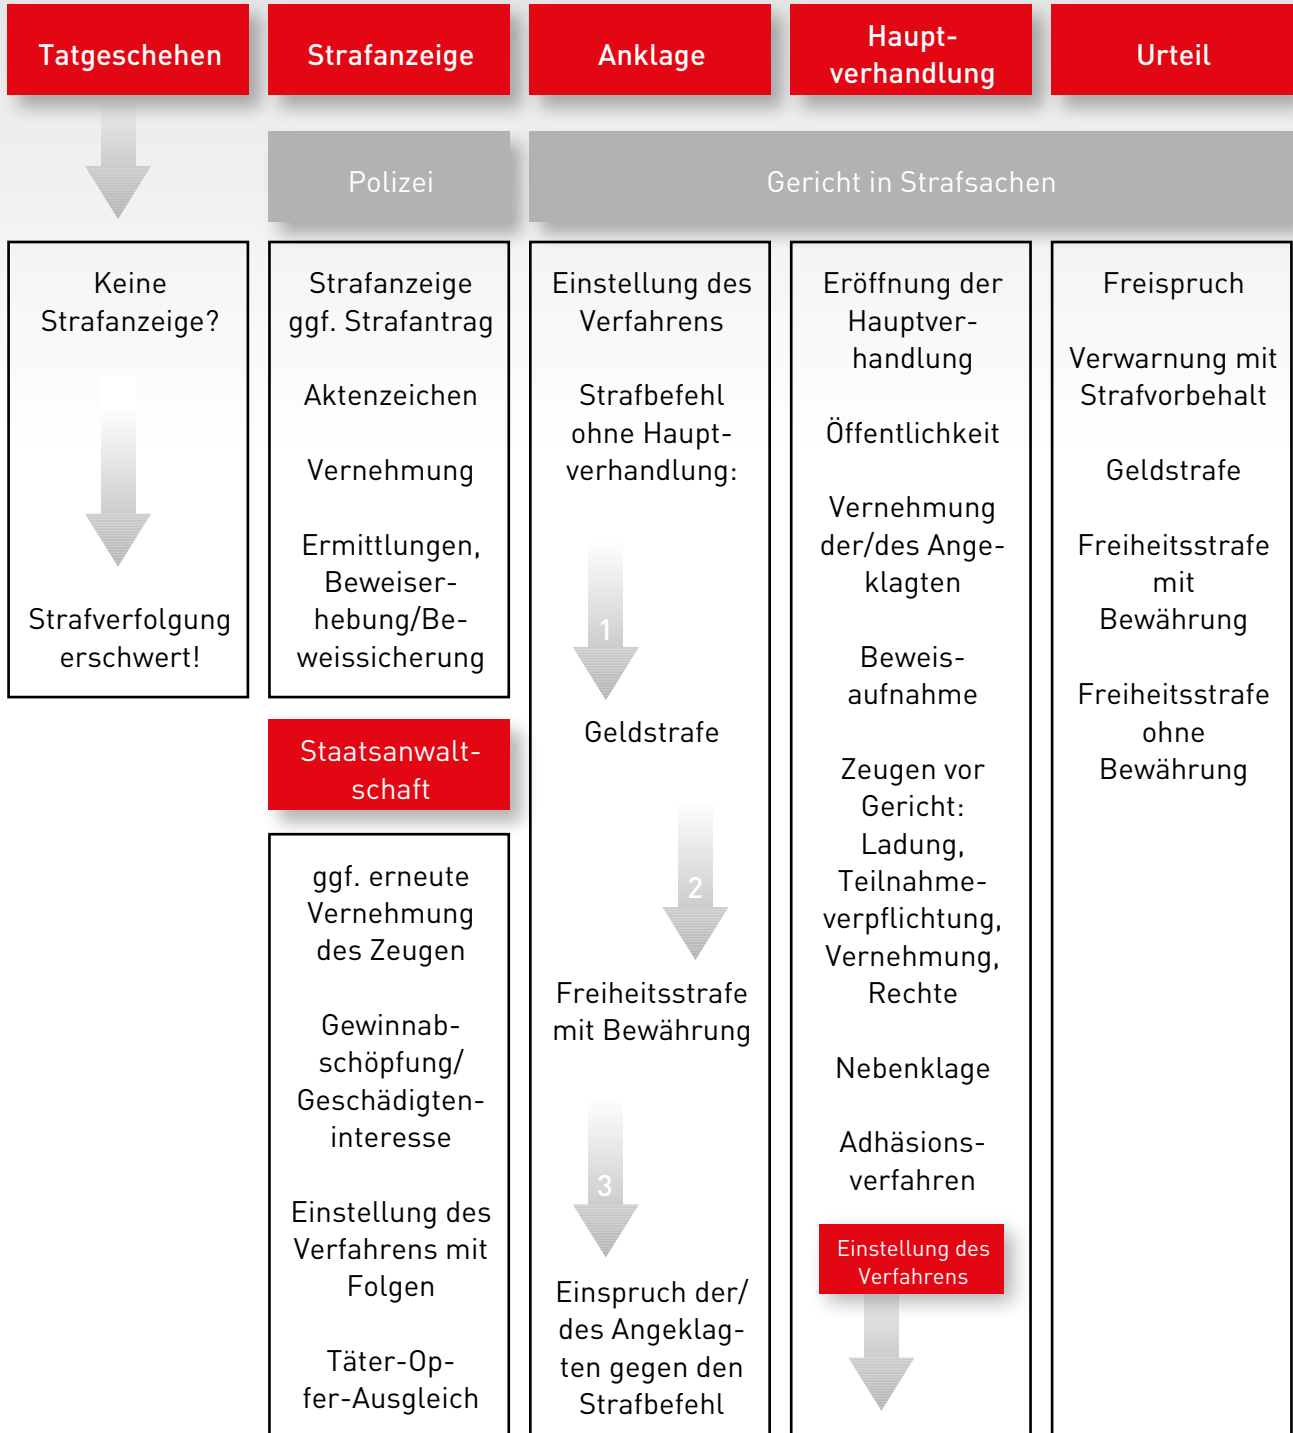 Tatgeschehen
Strafanzeige
Anklage
Haupt-
verhandlung
Urteil
Polizei
Gericht in Strafsachen
Keine
Strafanzeige?
Strafverfolgung
erschwert!
Strafanzeige
ggf. Strafantrag
Aktenzeichen
Vernehmung
Ermittlungen,
Beweiser-
hebung/Be-
weissicherung
Staatsanwalt-
schaft
ggf. erneute
Vernehmung
des Zeugen
Gewinnab-
schöpfung/
Geschädigten-
interesse
Einstellung des
Verfahrens mit
Folgen
Täter-Op-
fer-Ausgleich
Einstellung des
Verfahrens
Strafbefehl
ohne Haupt-
verhandlung:
1
Geldstrafe
2
Freiheitsstrafe
mit Bewährung
3
Einspruch der/
des Angeklag-
ten gegen den
Strafbefehl
Eröffnung der
Hauptver-
handlung
Öffentlichkeit
Vernehmung
der/des Ange-
klagten
Beweis-
aufnahme
Zeugen vor
Gericht:
Ladung,
Teilnahme-
verpflichtung,
Vernehmung,
Rechte
Nebenklage
Adhäsions-
verfahren
Einstellung des
Verfahrens
Freispruch
Verwarnung mit
Strafvorbehalt
Geldstrafe
Freiheitsstrafe
mit
Bewährung
Freiheitsstrafe
ohne
Bewährung